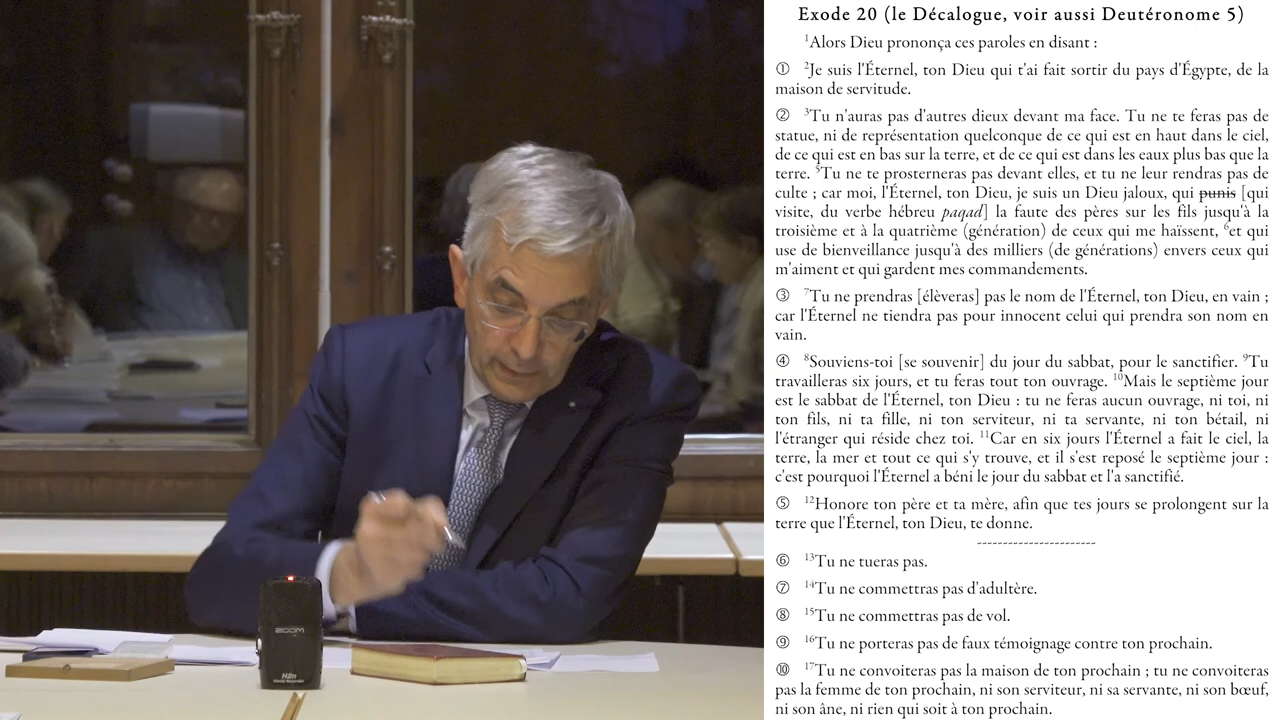 Exode 20 (le Décalogue, voir aussi Deutéronome 5)
¹Alors Dieu prononça ces paroles en disant :
① ²Je suis l'Éternel, ton Dieu qui t'ai fait sortir du pays d'Égypte, de la
maison de servitude.
② ³Tu n'auras pas d'autres dieux devant ma face. Tu ne te feras pas de
statue, ni de représentation quelconque de ce qui est en haut dans le ciel,
de ce qui est en bas sur la terre, et de ce qui est dans les eaux plus bas que la
terre. ⁵Tu ne te prosterneras pas devant elles, et tu ne leur rendras pas de
culte ; car moi, l'Éternel, ton Dieu, je suis un Dieu jaloux, qui punis [qui
visite, du verbe hébreu paqad] la faute des pères sur les fils jusqu'à la
troisième et à la quatrième (génération) de ceux qui me haïssent, ⁶et qui
use de bienveillance jusqu'à des milliers (de générations) envers ceux qui
m'aiment et qui gardent mes commandements.
③ ⁷Tu ne prendras [élèveras] pas le nom de l'Éternel, ton Dieu, en vain ;
car l'Éternel ne tiendra pas pour innocent celui qui prendra son nom en
vain.
④ ⁸Souviens-toi [se souvenir] du jour du sabbat, pour le sanctifier. ⁹Tu
travailleras six jours, et tu feras tout ton ouvrage. ¹⁰Mais le septième jour
est le sabbat de l'Éternel, ton Dieu : tu ne feras aucun ouvrage, ni toi, ni
ton fils, ni ta fille, ni ton serviteur, ni ta servante, ni ton bétail, ni
l'étranger qui réside chez toi. ¹¹Car en six jours l'Éternel a fait le ciel, la
terre, la mer et tout ce qui s'y trouve, et il s'est reposé le septième jour :
c'est pourquoi l'Éternel a béni le jour du sabbat et l'a sanctifié.
⑤ ¹²Honore ton père et ta mère, afin que tes jours se prolongent sur la
terre que l'Éternel, ton Dieu, te donne.
-----------------------
⑥ ¹³Tu ne tueras pas.
⑦ ¹⁴Tu ne commettras pas d'adultère.
⑧ ¹⁵Tu ne commettras pas de vol.
⑨ ¹⁶Tu ne porteras pas de faux témoignage contre ton prochain.
⑩ ¹⁷Tu ne convoiteras pas la maison de ton prochain ; tu ne convoiteras
pas la femme de ton prochain, ni son serviteur, ni sa servante, ni son bœuf,
ni son âne, ni rien qui soit à ton prochain.
ZOOM
H2n
Handy Recorder